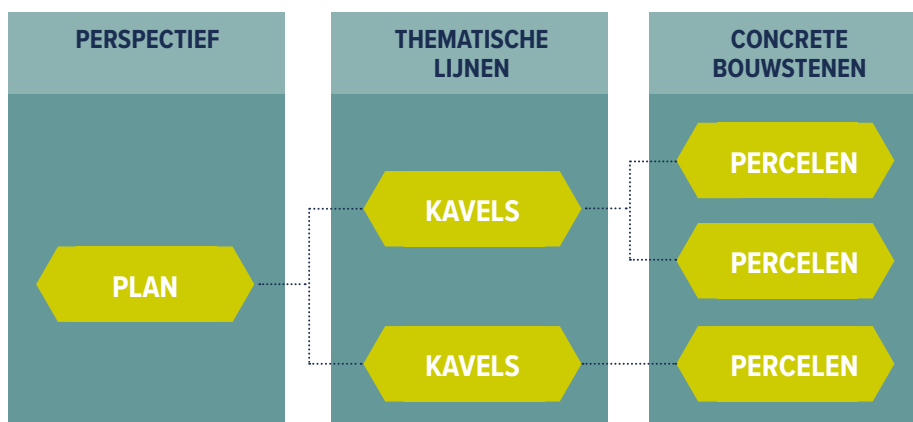 PERSPECTIEF
PLAN
THEMATISCHE
LIJNEN
KAVELS
KAVELS
CONCRETE
BOUWSTENEN
PERCELEN
PERCELEN
PERCELEN